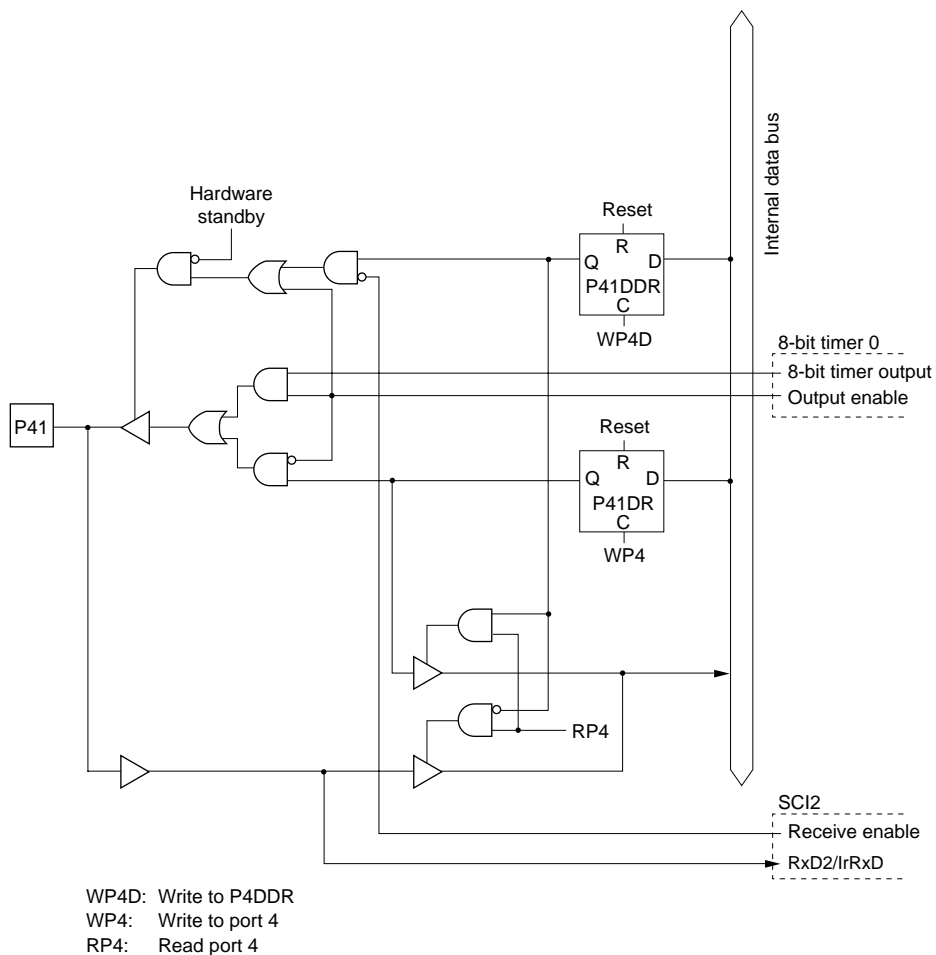 Internal data bus
Hardware
standby
Reset
R
Q D
P41DDR
C
WP4D
8-bit timer 0
8-bit timer output
Output enable
P41
Reset
R
Q D
P41DR
C
WP4
RP4
SCI2
Receive enable
RxD2/IrRxD
WP4D: Write to P4DDR
WP4: Write to port 4
RP4: Read port 4